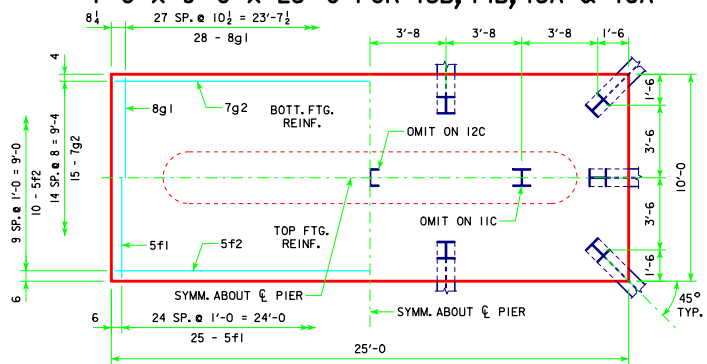 8¼
27 SP. @ 10½ = 23'-7½
28 - 8g1
3'-8
3'-8
3'-8
1'-6
4
8g1
7g2
BOTT. FTG.
REINF.
OMIT ON 12C
1'-6
3'-6
10'-0
9 SP. @ 1'-0 = 9'-0
10 - 5f2
14 SP. @ 8 = 9'-4
15 - 7g2
OMIT ON 11C
3'-6
5f1
5f2
TOP FTG.
REINF.
1'-6
6
SYMM. ABOUT ℄ PIER
SYMM. ABOUT ℄ PIER
45°
TYP.
6
24 SP. @ 1'-0 = 24'-0
25 - 5f1
25'-0